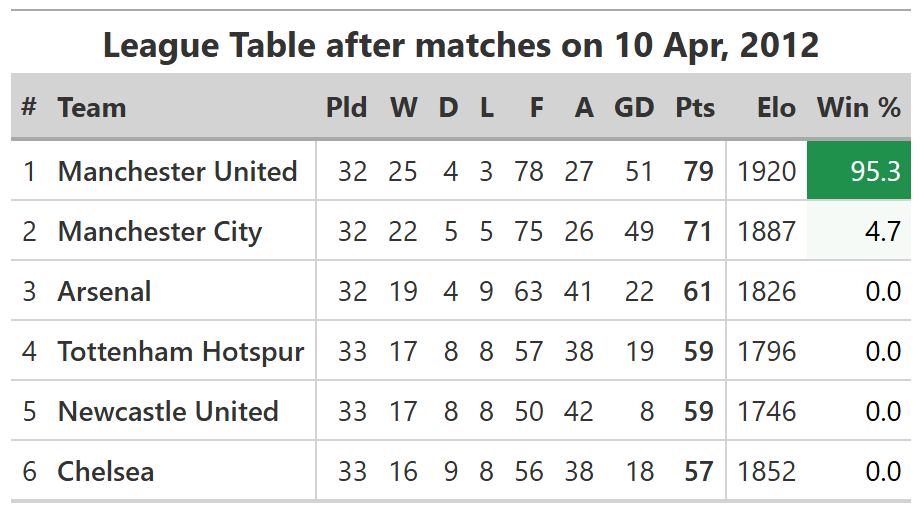 League Table after matches on 10 Apr, 2012
# Team Pld W D L F A GD Pts Elo Win %
1 Manchester United 32 25 4 3 78 27 51 79 1920 95.3
2 Manchester City 32 22 5 5 75 26 49 71 1887 4.7
3 Arsenal 32 19 4 9 63 41 22 61 1826 0.0
4 Tottenham Hotspur 33 17 8 8 57 38 19 59 1796 0.0
5 Newcastle United 33 17 8 8 50 42 8 59 1746 0.0
6 Chelsea 33 16 9 8 56 38 18 57 1852 0.0